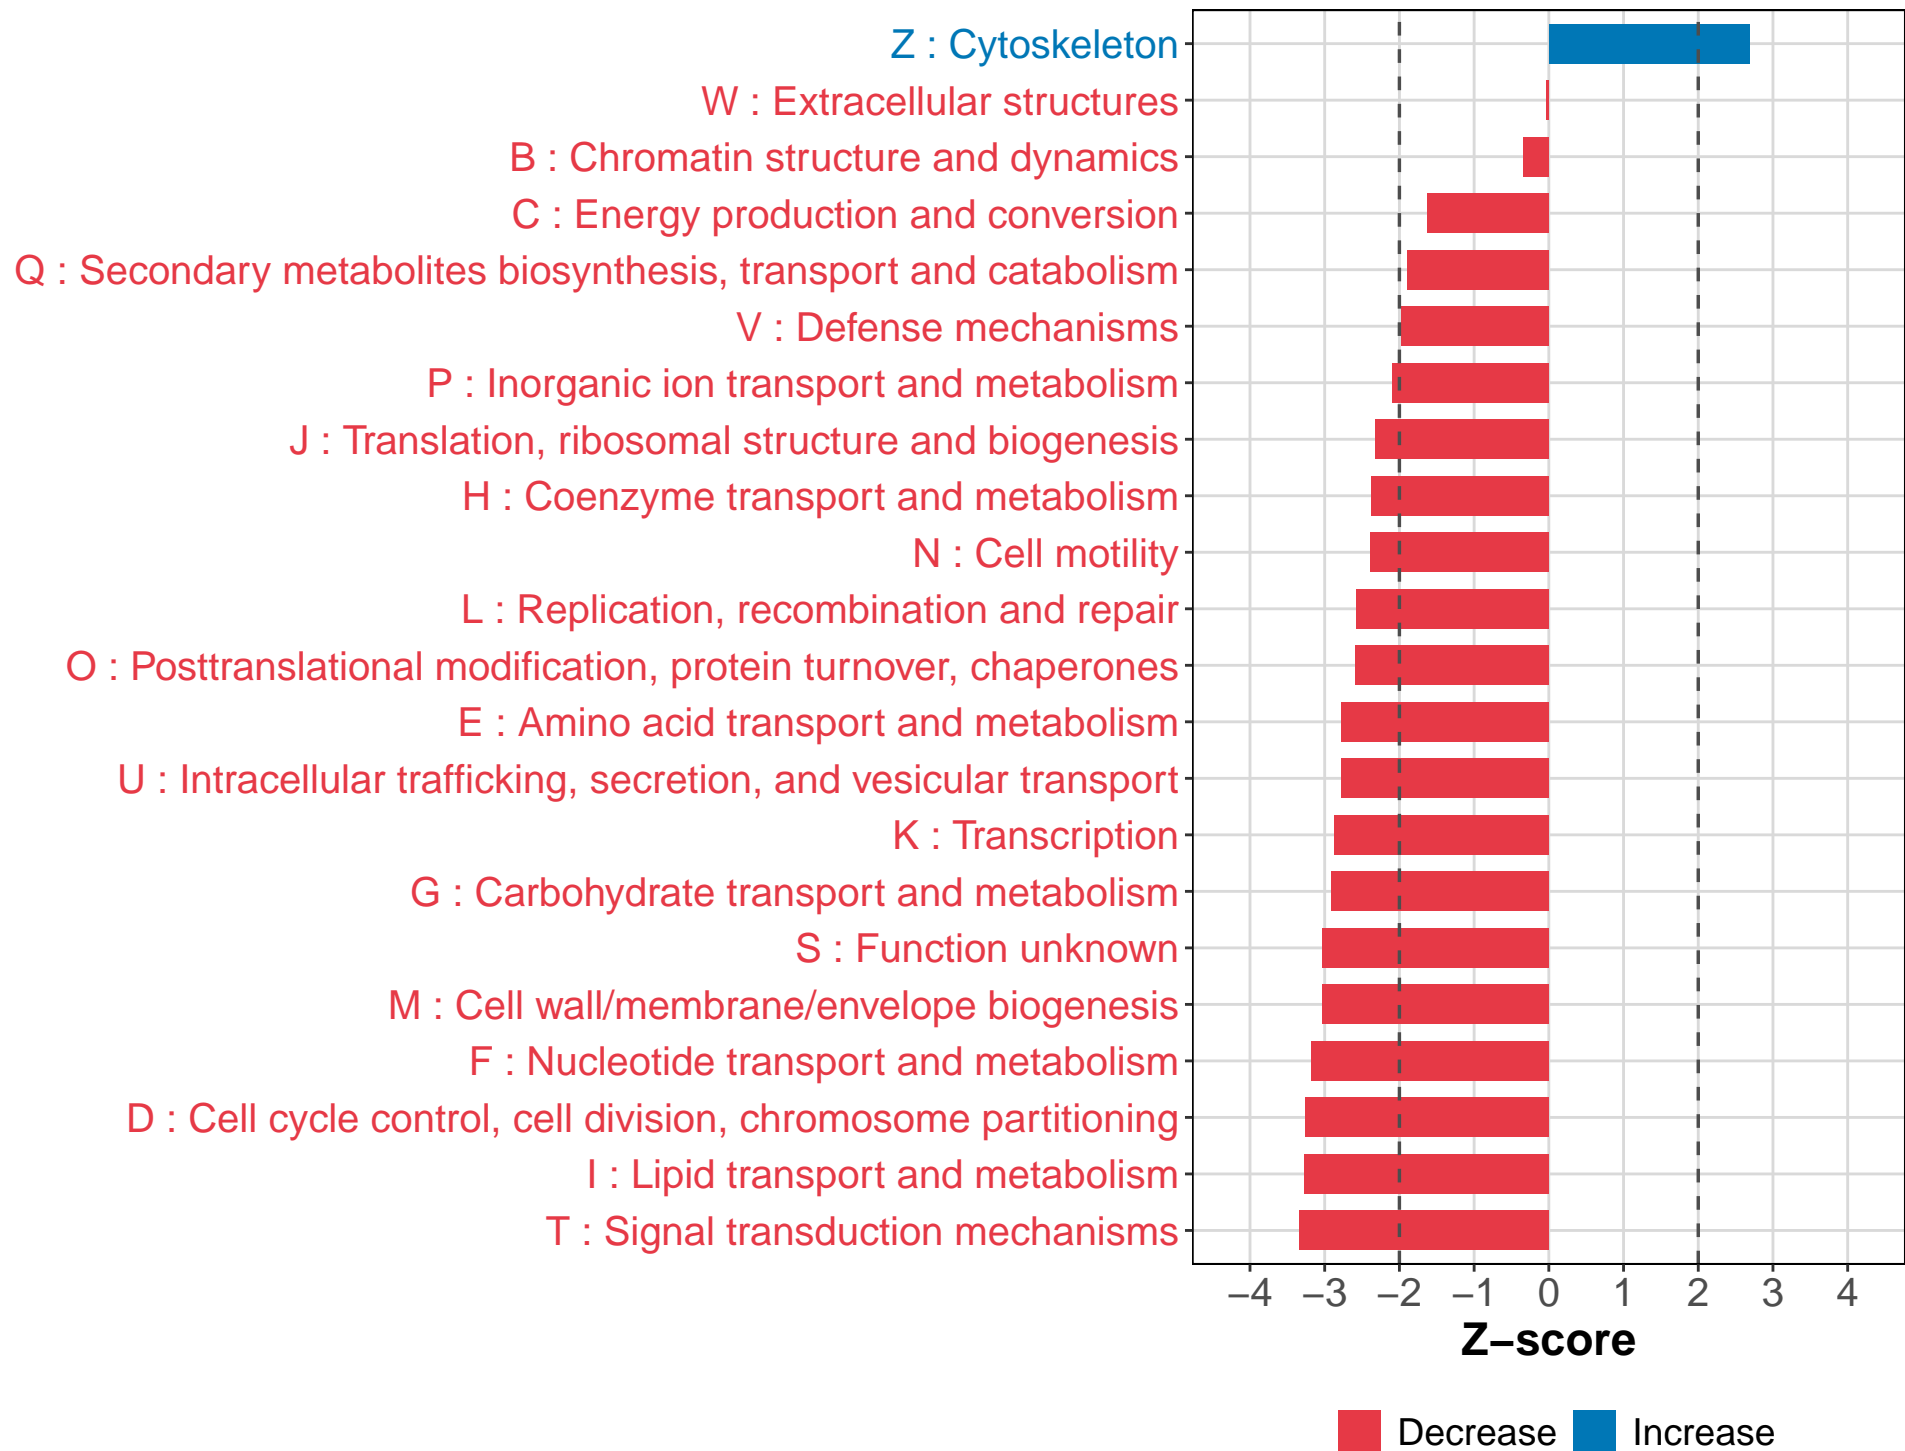 Z : Cytoskeleton
W : Extracellular structures
B : Chromatin structure and dynamics
C : Energy production and conversion
Q : Secondary metabolites biosynthesis, transport and catabolism
V : Defense mechanisms
P : Inorganic ion transport and metabolism
J : Translation, ribosomal structure and biogenesis
H : Coenzyme transport and metabolism
N : Cell motility
L : Replication, recombination and repair
O : Posttranslational modification, protein turnover, chaperones
E : Amino acid transport and metabolism
U : Intracellular trafficking, secretion, and vesicular transport
K : Transcription
G : Carbohydrate transport and metabolism
S : Function unknown
M : Cell wall/membrane/envelope biogenesis
F : Nucleotide transport and metabolism
D : Cell cycle control, cell division, chromosome partitioning
I : Lipid transport and metabolism
T : Signal transduction mechanisms
−4 −3 −2 −1 0 1 2 3 4
Z−score
Decrease Increase